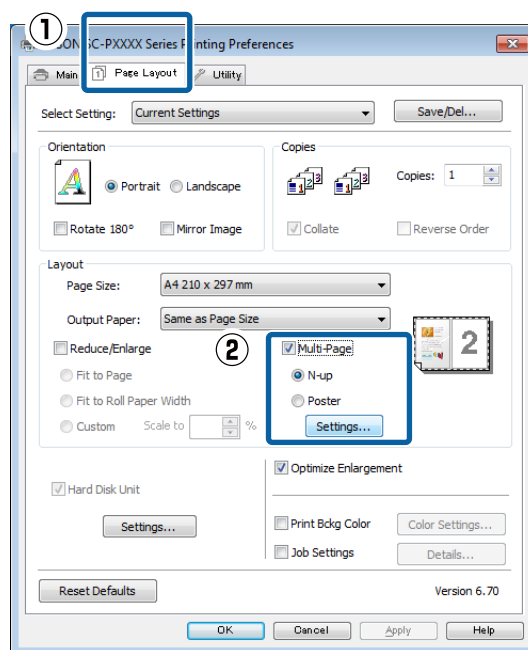 1
SC-PXXXX Series Printing Preferences
Main Page Layout Utility
Select Setting: Current Settings Save/Del...
Orientation Copies
Portrait Landscape Copies: 1
Rotate 180° Mirror Image Collate Reverse Order
Layout
Page Size: A4 210 x 297 mm
Output Paper: Same as Page Size
Reduce/Enlarge 2 Multi-Page 2
Fit to Page N-up
Fit to Roll Paper Width Poster
Custom Scale to % Settings...
Optimize Enlargement
Hard Disk Unit
Settings... Print Bckg Color Color Settings...
Job Settings Details...
Reset Defaults Version 6.70
OK Cancel Apply Help